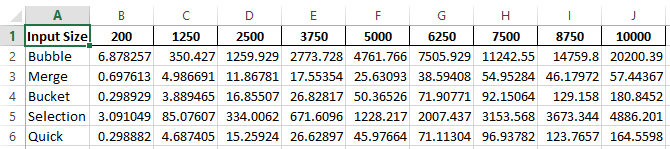 A B C D E F G H I J
1 Input Size 200 1250 2500 3750 5000 6250 7500 8750 10000
2 Bubble 6.878257 350.427 1259.929 2773.728 4761.766 7505.929 11242.55 14759.8 20200.39
3 Merge 0.697613 4.986691 11.86781 17.55354 25.63093 38.59408 54.95284 46.17972 57.44367
4 Bucket 0.298929 3.889465 16.85507 26.82817 50.36526 71.90771 92.15064 129.158 180.8452
5 Selection 3.091049 85.07607 334.0062 671.6096 1228.217 2007.437 3153.568 3673.344 4886.201
6 Quick 0.298882 4.687405 15.25924 26.62897 45.97664 71.11304 96.93782 123.7657 164.5598